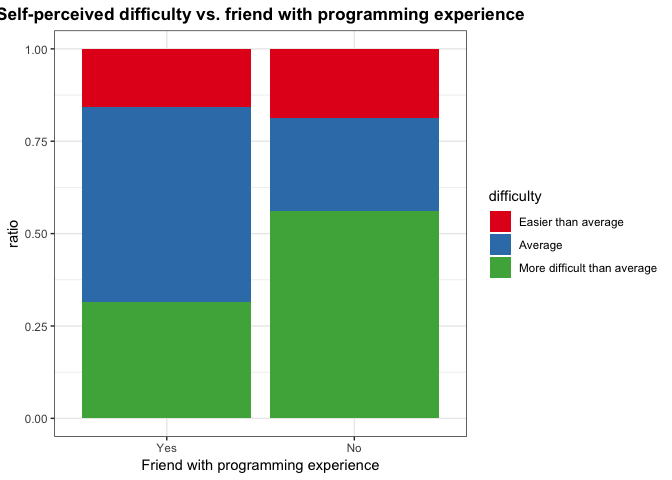 Self-perceived difficulty vs. friend with programming experience
1.00
0.75
0.50
0.25
0.00
ratio
Yes
No
Friend with programming experience
difficulty
Easier than average
Average
More difficult than average